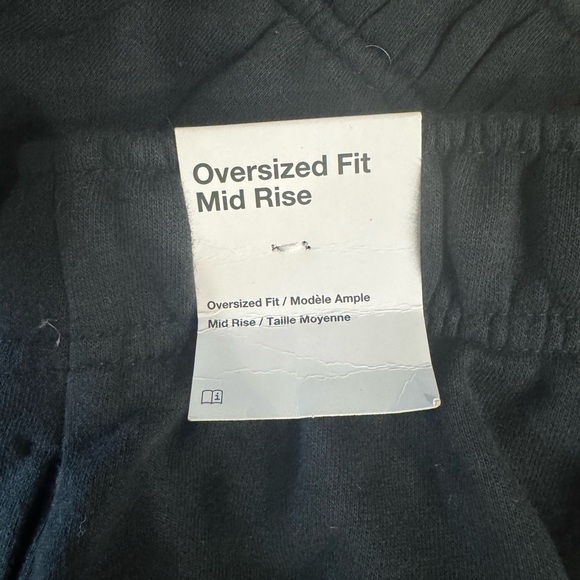 Oversized Fit
Mid Rise
Oversized Fit / Modèle Ample
Mid Rise / Taille Moyenne
i